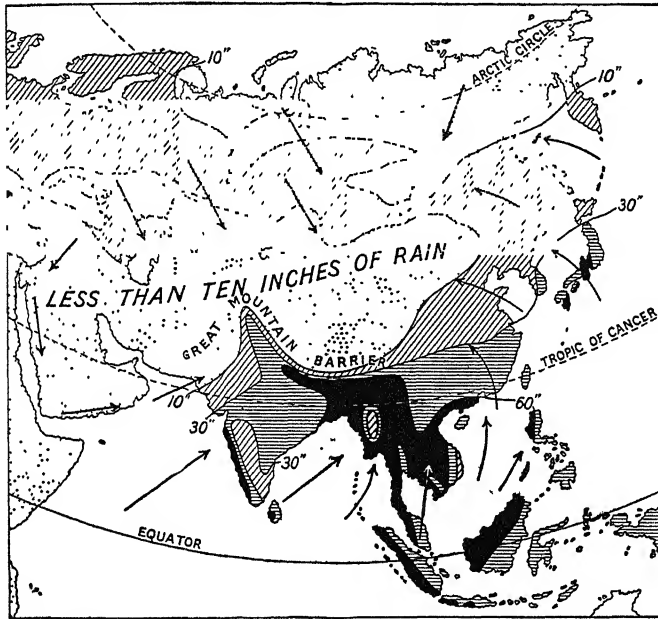 10"
ARCTIC CIRCLE
10"
30"
LESS THAN TEN INCHES OF RAIN
GREAT MOUNTAIN BARRIER
TROPIC OF CANCER
10"
30"
60"
30"
EQUATOR